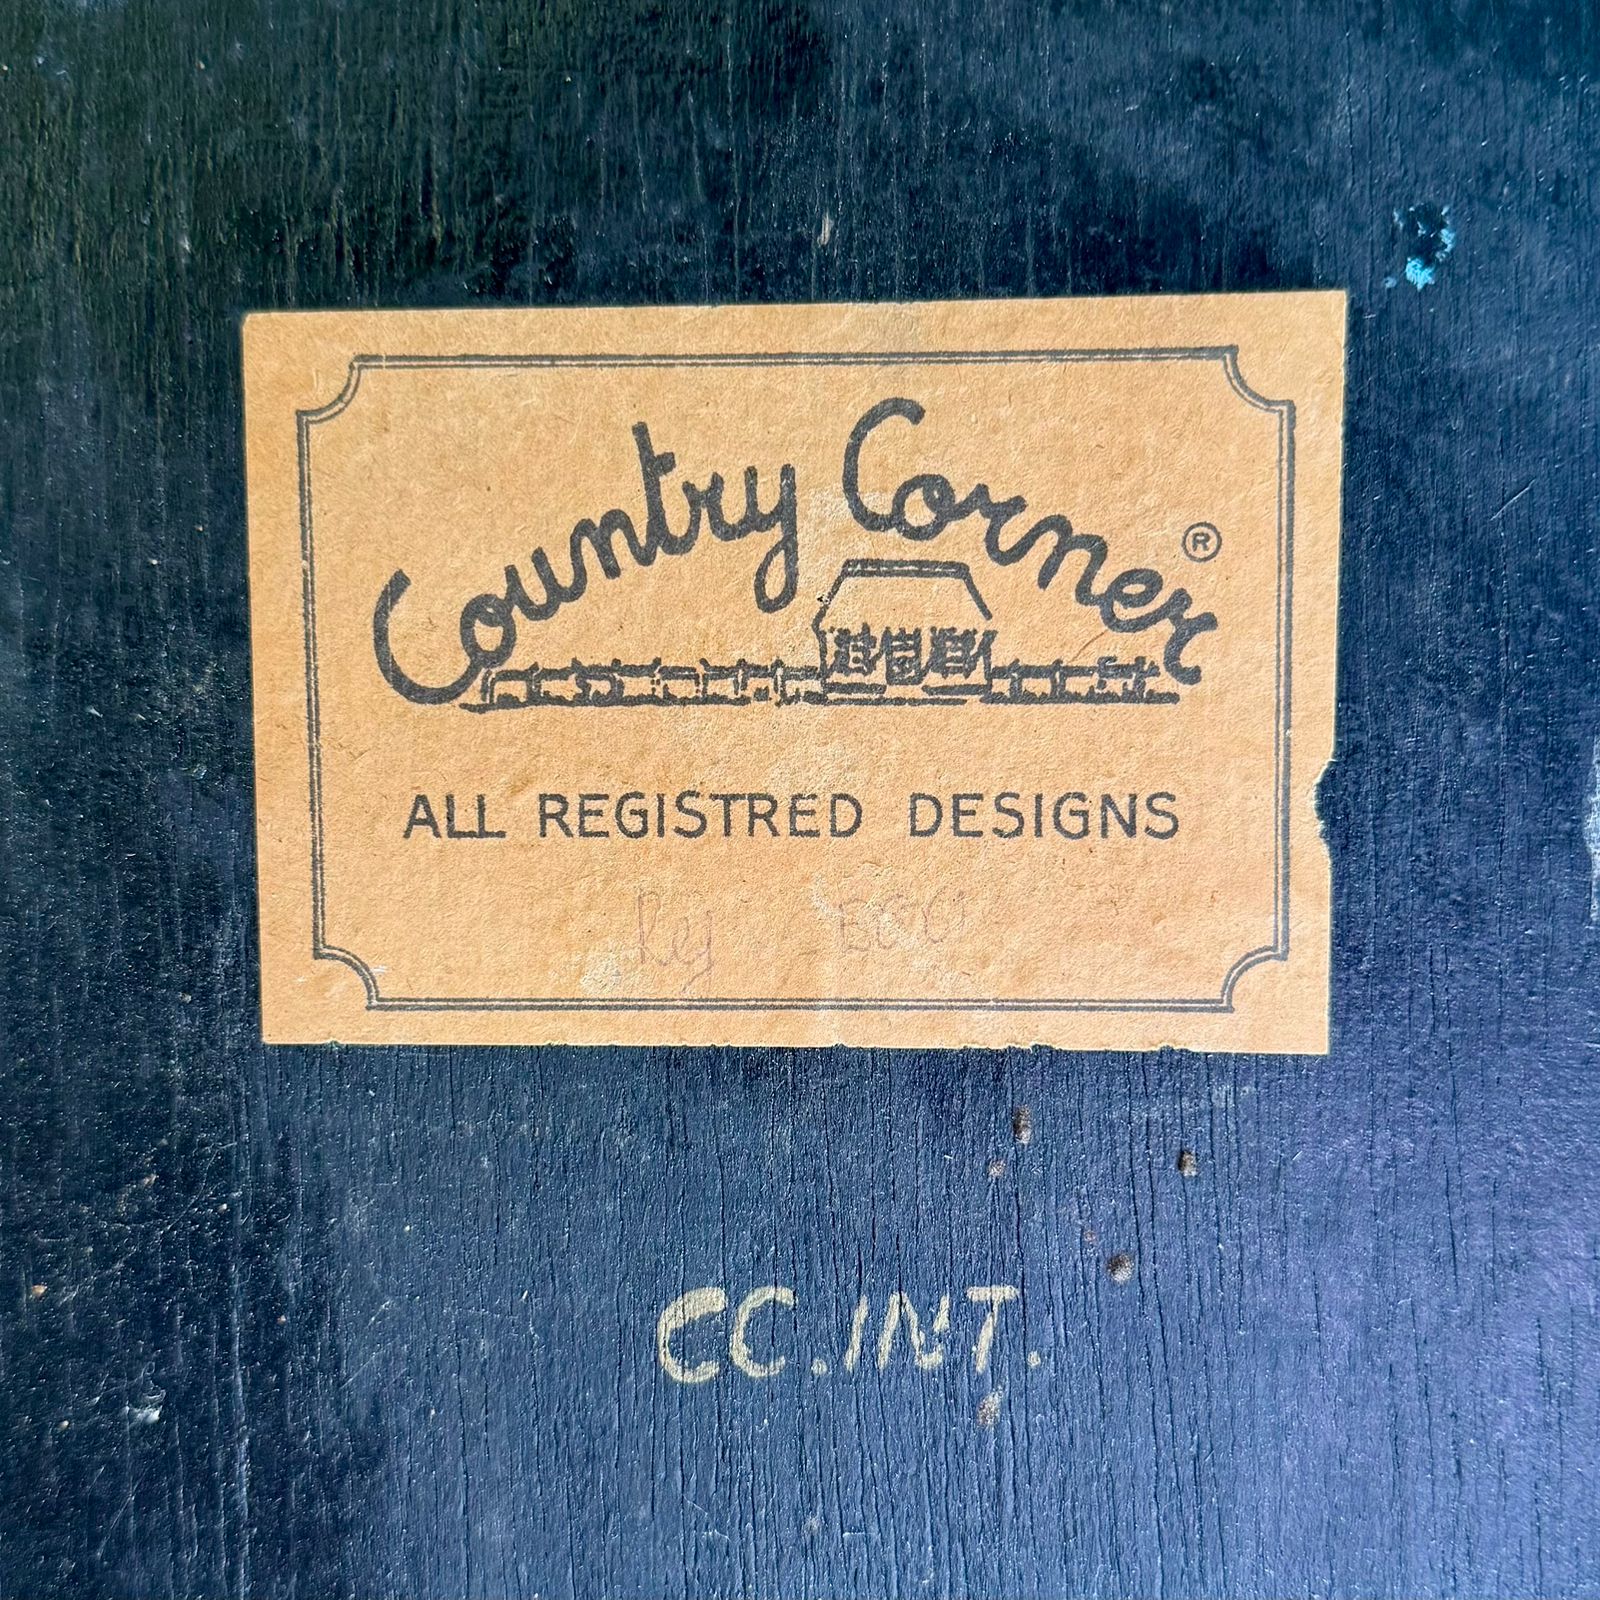 Country Corner ®
ALL REGISTRED DESIGNS
CC.INT.